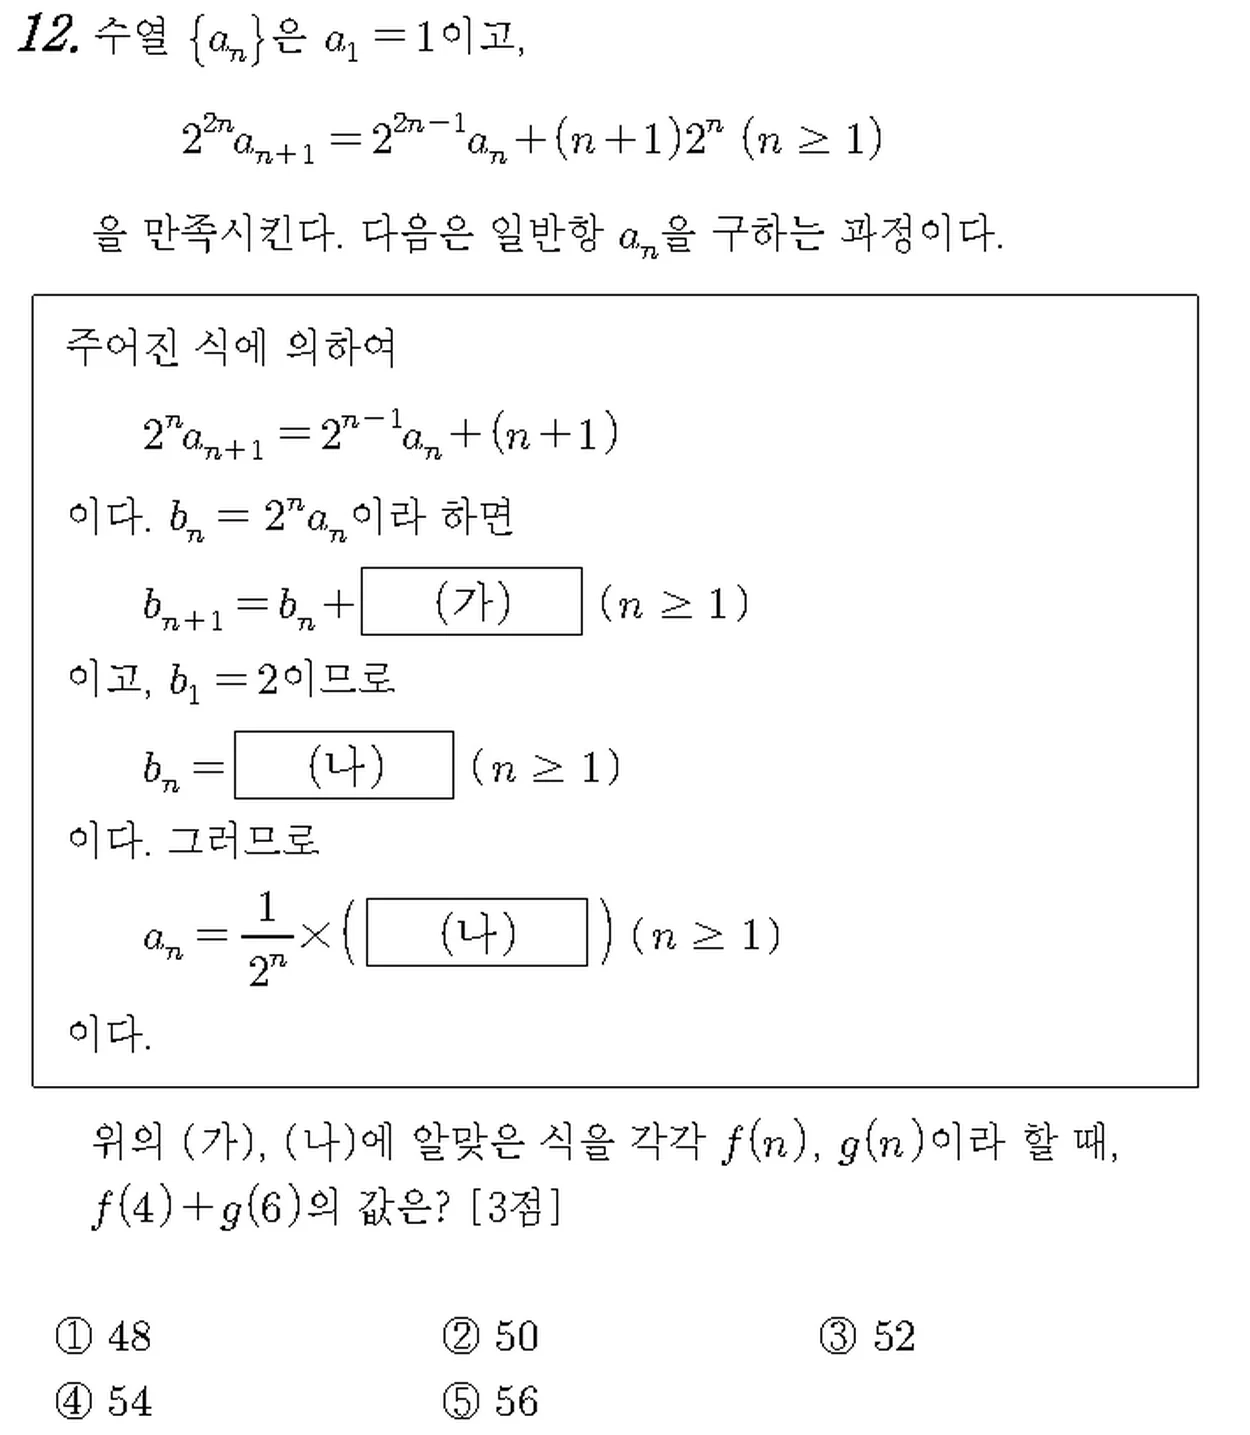 12. 수열 {aₙ}은 a₁ = 1이고,
2²ⁿaₙ₊₁ = 2²ⁿ⁻¹aₙ + (n+1)2ⁿ (n ≥ 1)
을 만족시킨다. 다음은 일반항 aₙ을 구하는 과정이다.
주어진 식에 의하여
2ⁿaₙ₊₁ = 2ⁿ⁻¹aₙ + (n+1)
이다. bₙ = 2ⁿaₙ이라 하면
bₙ₊₁ = bₙ + (가) (n ≥ 1)
이고, b₁ = 2이므로
bₙ = (나) (n ≥ 1)
이다. 그러므로
aₙ = 1/2ⁿ × ( (나) ) (n ≥ 1)
이다.
위의 (가), (나)에 알맞은 식을 각각 f(n), g(n)이라 할 때,
f(4)+g(6)의 값은? [3점]
① 48 ② 50 ③ 52
④ 54 ⑤ 56